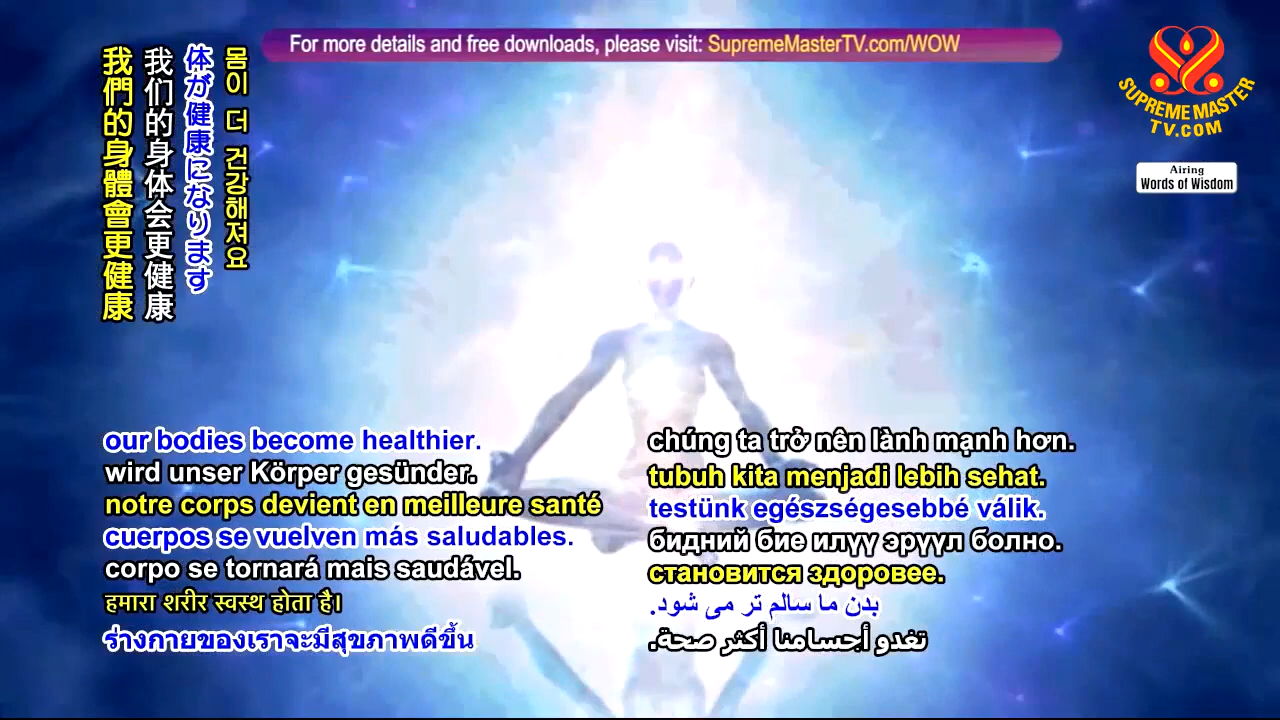 For more details and free downloads, please visit: SupremeMasterTV.com/WOW
SUPREME MASTER
TV.COM
Airing
Words of Wisdom
몸이 더 건강해져요
体が健康になります
我们的身体会更健康
我們的身體會更健康
our bodies become healthier.
wird unser Körper gesünder.
notre corps devient en meilleure santé
cuerpos se vuelven más saludables.
corpo se tornará mais saudável.
हमारा शरीर स्वस्थ होता है।
ร่างกายของเราจะมีสุขภาพดีขึ้น
chúng ta trở nên lành mạnh hơn.
tubuh kita menjadi lebih sehat.
testünk egészségesebbé válik.
бидний бие илүү эрүүл болно.
становится здоровее.
بدن ما سالم تر می شود.
تغدو أجسامنا أكثر صحة.